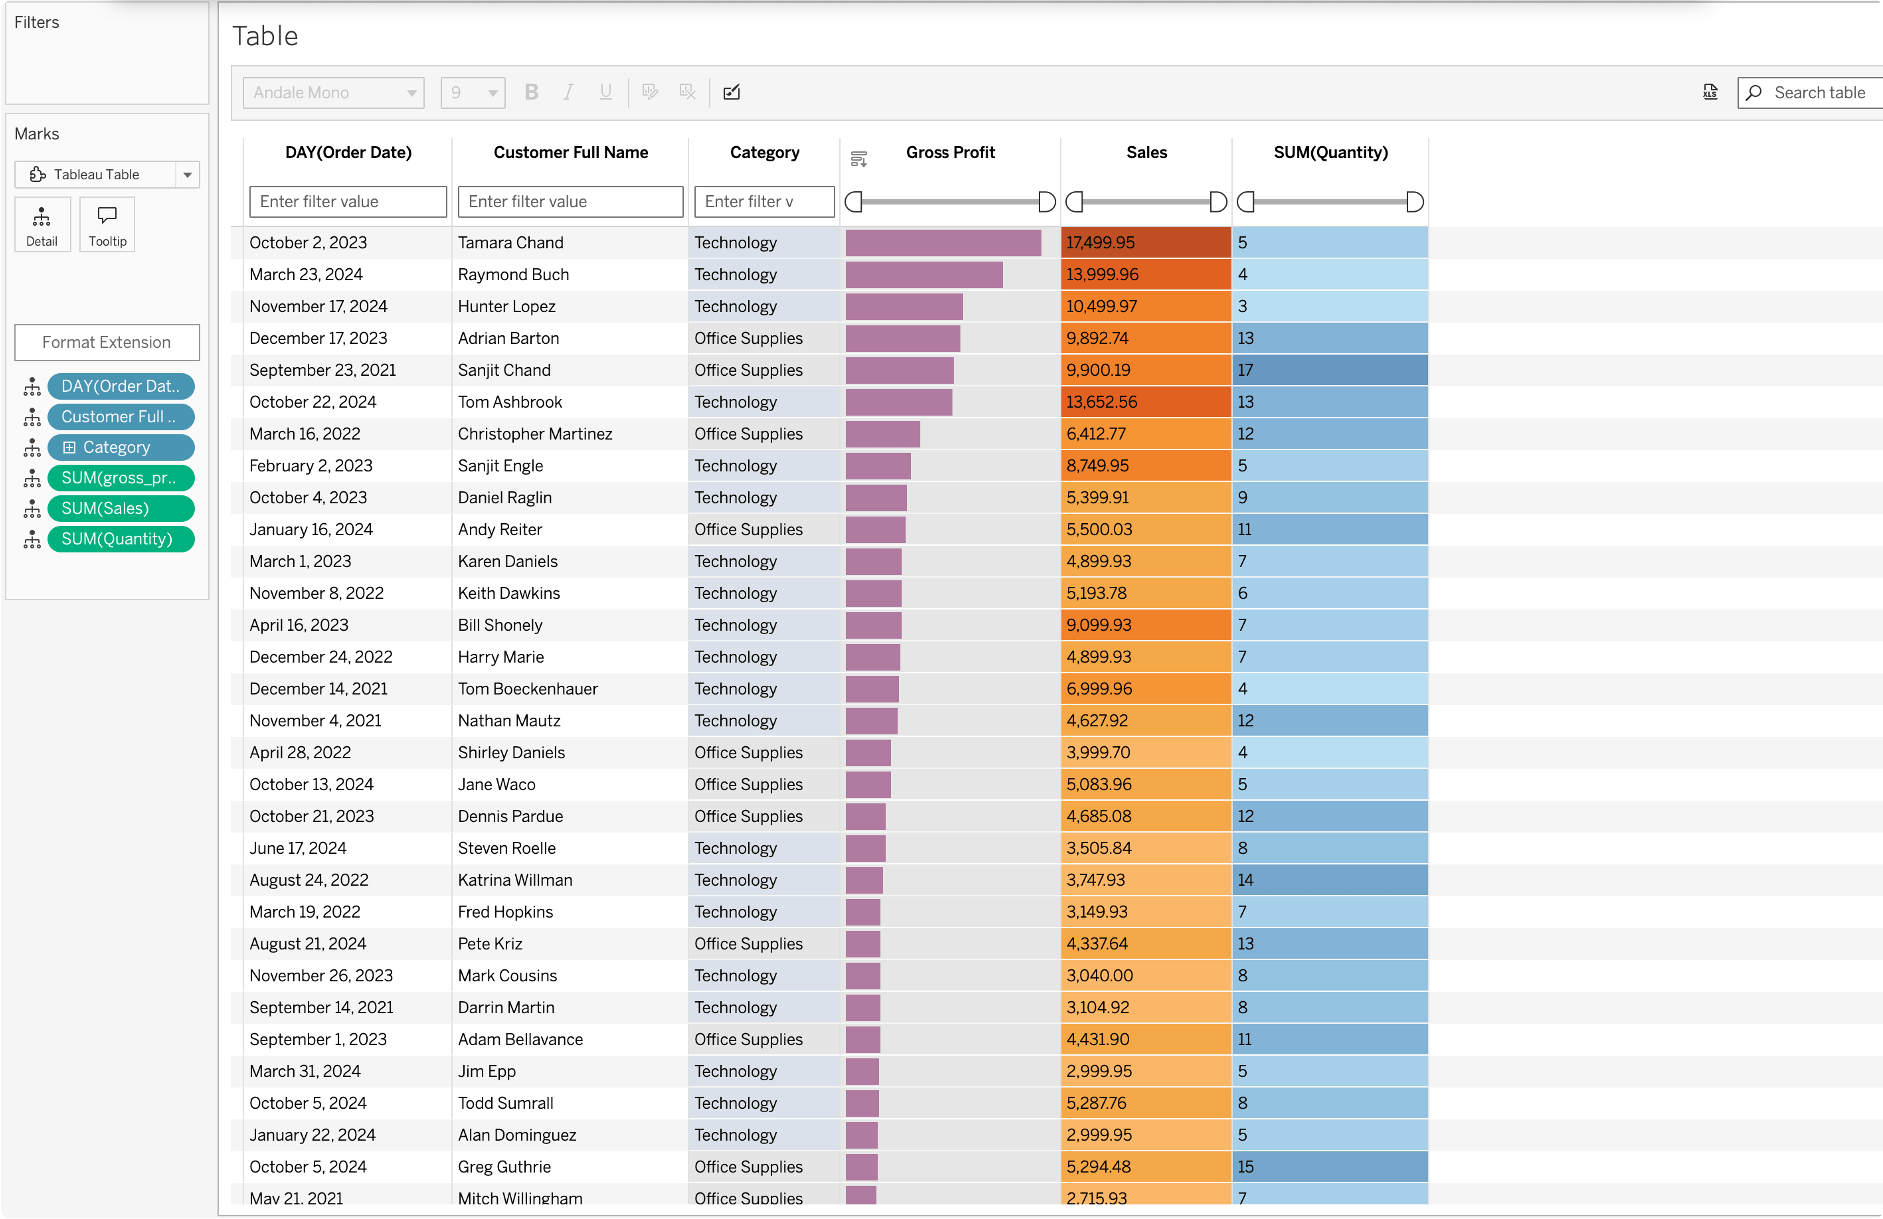 Filters
Marks
Tableau Table
Detail Tooltip
Format Extension
DAY(Order Dat..
Customer Full ..
Category
SUM(gross_pr..
SUM(Sales)
SUM(Quantity)
Table
Andale Mono 9 B I U XLS Search table
DAY(Order Date) Customer Full Name Category Gross Profit Sales SUM(Quantity)
Enter filter value Enter filter value Enter filter v
October 2, 2023 Tamara Chand Technology 17,499.95 5
March 23, 2024 Raymond Buch Technology 13,999.96 4
November 17, 2024 Hunter Lopez Technology 10,499.97 3
December 17, 2023 Adrian Barton Office Supplies 9,892.74 13
September 23, 2021 Sanjit Chand Office Supplies 9,900.19 17
October 22, 2024 Tom Ashbrook Technology 13,652.56 13
March 16, 2022 Christopher Martinez Office Supplies 6,412.77 12
February 2, 2023 Sanjit Engle Technology 8,749.95 5
October 4, 2023 Daniel Raglin Technology 5,399.91 9
January 16, 2024 Andy Reiter Office Supplies 5,500.03 11
March 1, 2023 Karen Daniels Technology 4,899.93 7
November 8, 2022 Keith Dawkins Technology 5,193.78 6
April 16, 2023 Bill Shonely Technology 9,099.93 7
December 24, 2022 Harry Marie Technology 4,899.93 7
December 14, 2021 Tom Boeckenhauer Technology 6,999.96 4
November 4, 2021 Nathan Mautz Technology 4,627.92 12
April 28, 2022 Shirley Daniels Office Supplies 3,999.70 4
October 13, 2024 Jane Waco Office Supplies 5,083.96 5
October 21, 2023 Dennis Pardue Office Supplies 4,685.08 12
June 17, 2024 Steven Roelle Technology 3,505.84 8
August 24, 2022 Katrina Willman Technology 3,747.93 14
March 19, 2022 Fred Hopkins Technology 3,149.93 7
August 21, 2024 Pete Kriz Office Supplies 4,337.64 13
November 26, 2023 Mark Cousins Technology 3,040.00 8
September 14, 2021 Darrin Martin Technology 3,104.92 8
September 1, 2023 Adam Bellavance Office Supplies 4,431.90 11
March 31, 2024 Jim Epp Technology 2,999.95 5
October 5, 2024 Todd Sumrall Technology 5,287.76 8
January 22, 2024 Alan Dominguez Technology 2,999.95 5
October 5, 2024 Greg Guthrie Office Supplies 5,294.48 15
May 21, 2021 Mitch Willingham Office Supplies 2,715.93 7